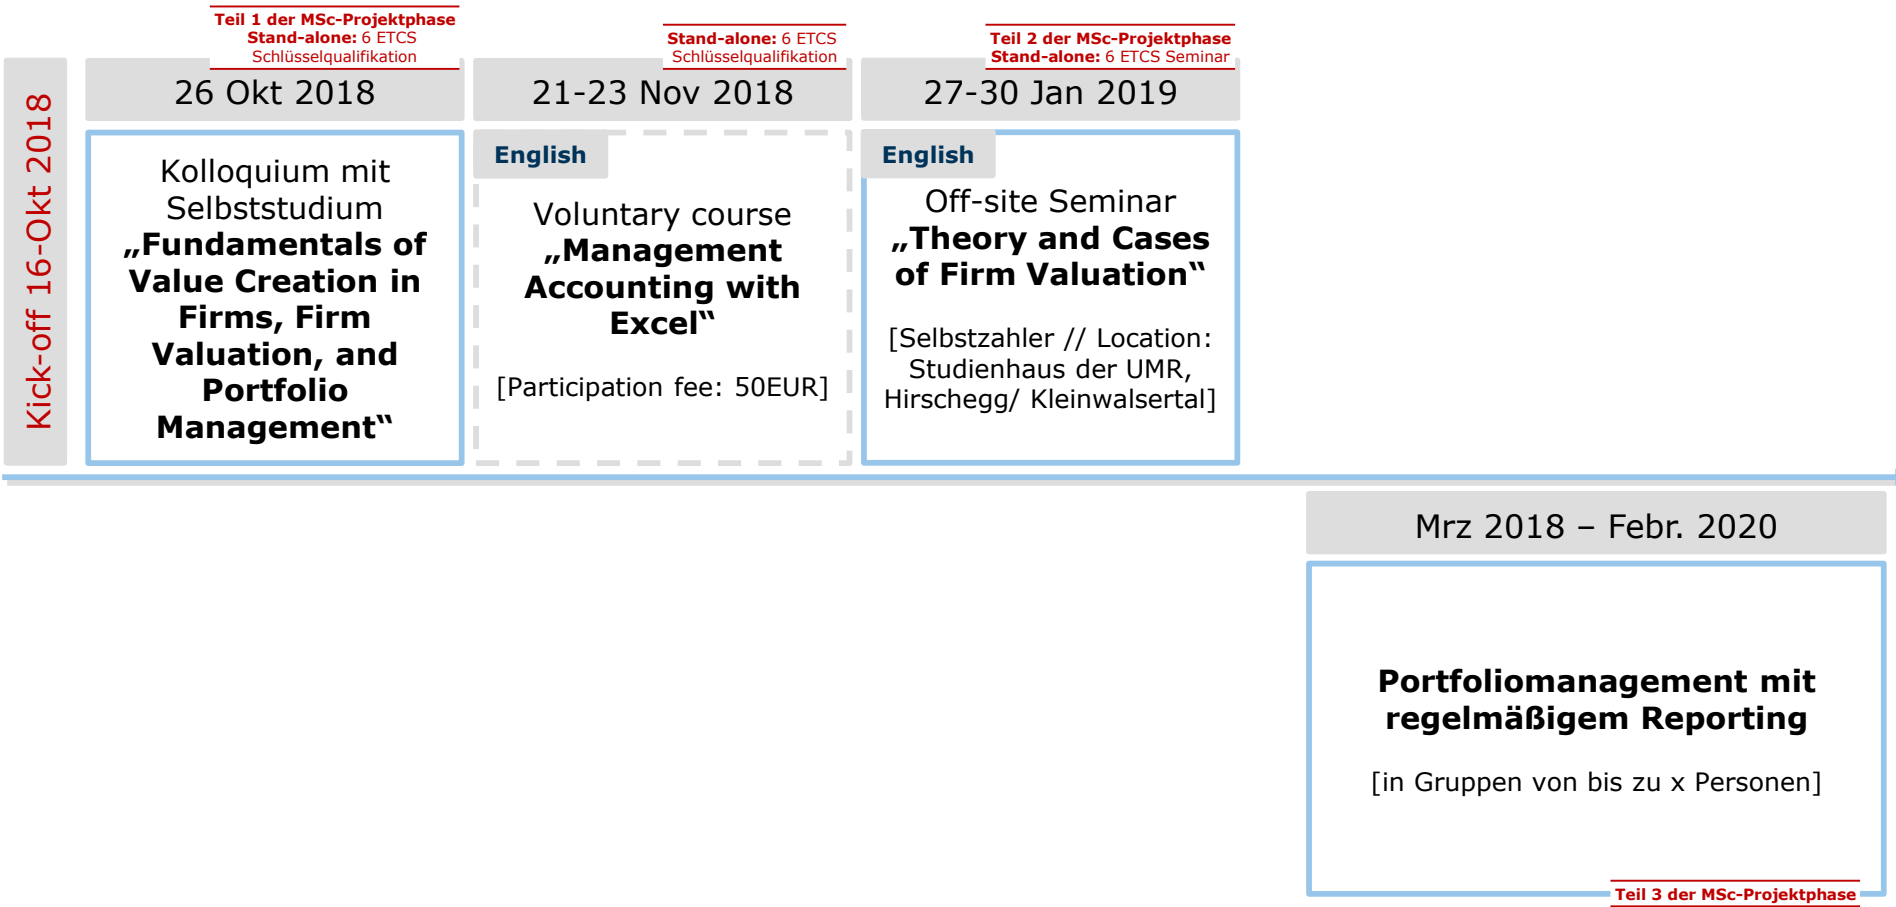 Kick-off 16-Okt 2018
Teil 1 der MSc-Projektphase
Stand-alone: 6 ETCS
Schlüsselqualifikation
26 Okt 2018
Kolloquium mit
Selbststudium
„Fundamentals of
Value Creation in
Firms, Firm
Valuation, and
Portfolio
Management“
Stand-alone: 6 ETCS
Schlüsselqualifikation
21-23 Nov 2018
English
Voluntary course
„Management
Accounting with
Excel“
[Participation fee: 50EUR]
Teil 2 der MSc-Projektphase
Stand-alone: 6 ETCS Seminar
27-30 Jan 2019
English
Off-site Seminar
„Theory and Cases
of Firm Valuation“
[Selbstzahler // Location:
Studienhaus der UMR,
Hirschegg/ Kleinwalsertal]
Mrz 2018 – Febr. 2020
Portfoliomanagement mit
regelmäßigem Reporting
[in Gruppen von bis zu x Personen]
Teil 3 der MSc-Projektphase